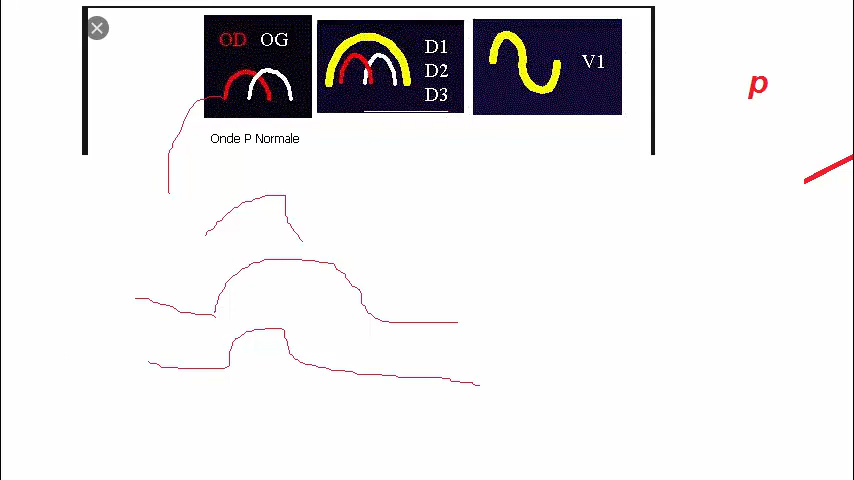 OD OG
D1
D2
D3
V1
p
Onde P Normale